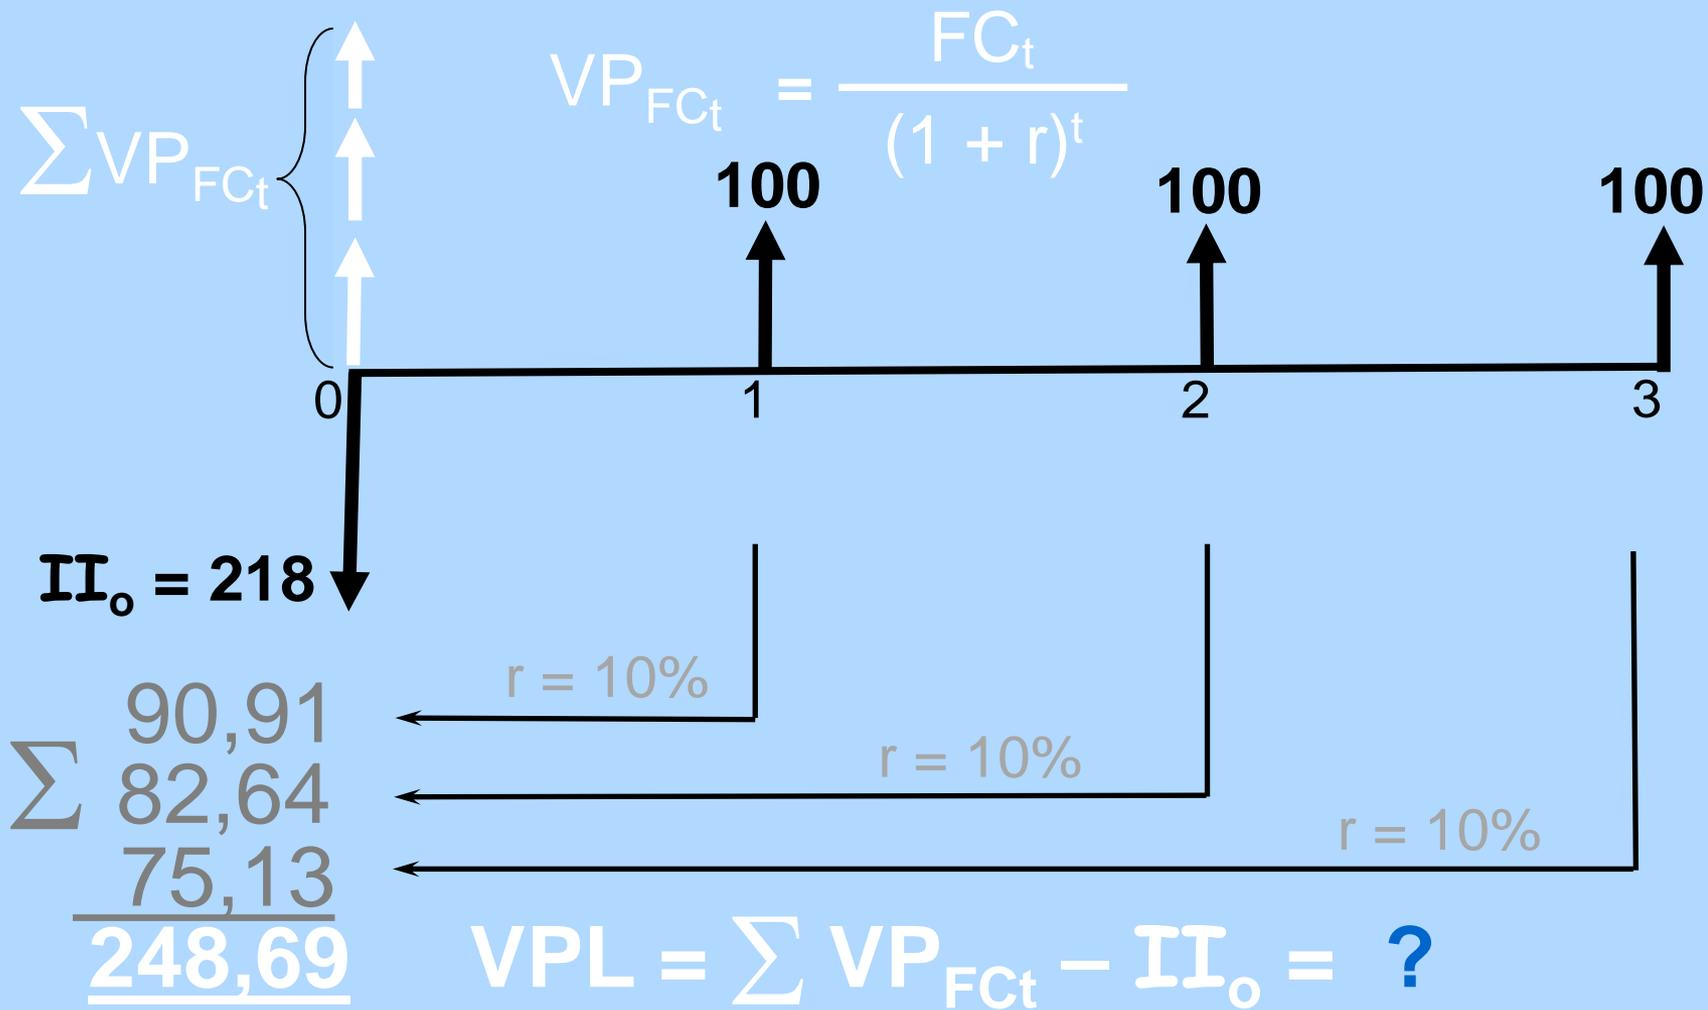 VP_FCt = FC_t / (1 + r)^t
∑VP_FCt
100 100 100
0 1 2 3
II_o = 218
r = 10%
90,91
r = 10%
∑ 82,64
r = 10%
75,13
248,69
VPL = ∑ VP_FCt – II_o = ?